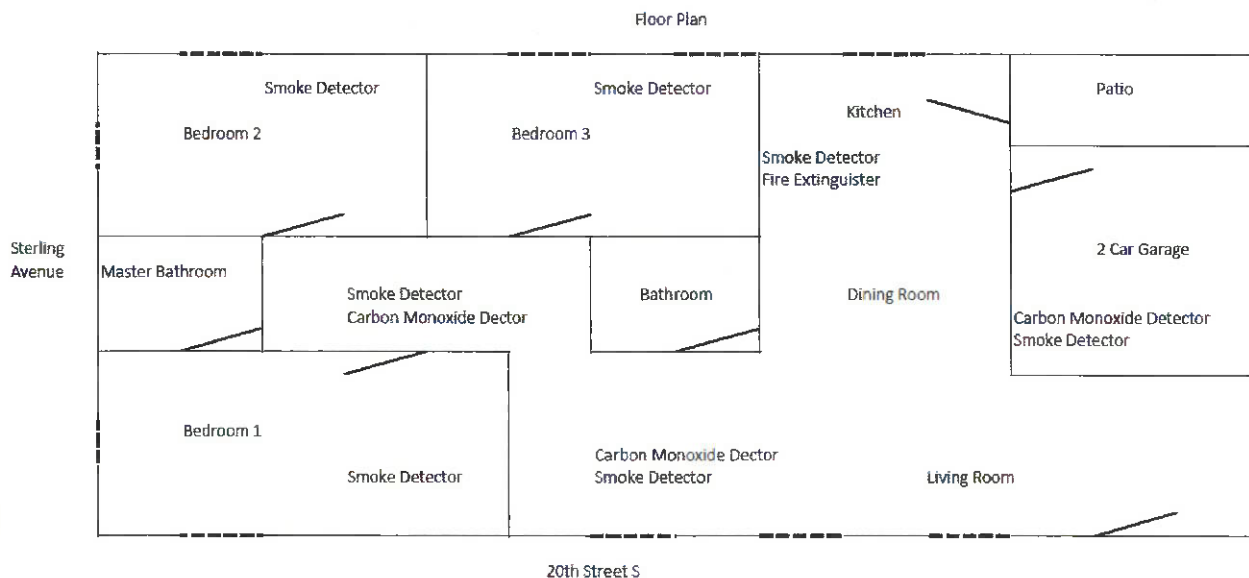 Floor Plan
Smoke Detector
Smoke Detector
Patio
Kitchen
Bedroom 2
Bedroom 3
Smoke Detector
Fire Extinguister
Sterling
Avenue
Master Bathroom
2 Car Garage
Smoke Detector
Carbon Monoxide Dector
Bathroom
Dining Room
Carbon Monoxide Detector
Smoke Detector
Bedroom 1
Carbon Monoxide Dector
Smoke Detector
Smoke Detector
Living Room
20th Street S